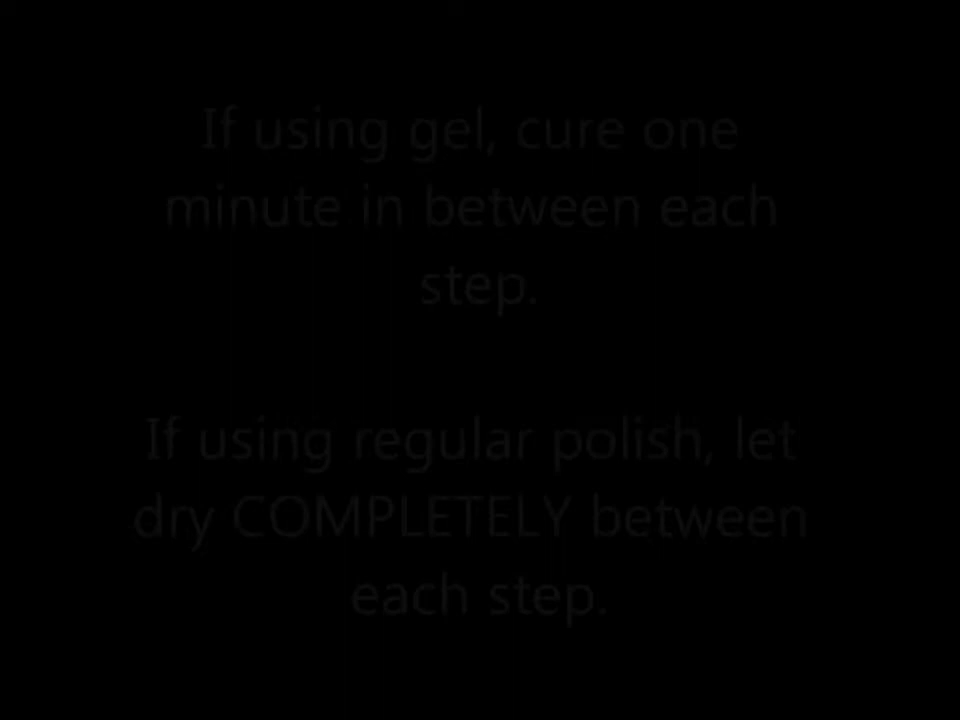 If using gel, cure one
minute in between each
step.
If using regular polish, let
dry COMPLETELY between
each step.